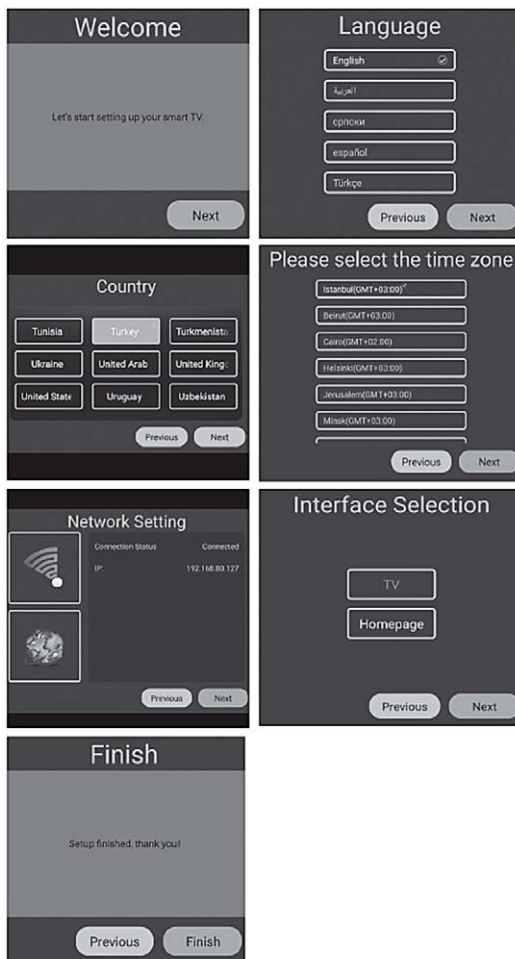 Welcome
Let's start setting up your smart TV.
Next
Language
English
العربية
српски
español
Türkçe
Previous Next
Country
Tunisia Turkey Turkmenista
Ukraine United Arab United King
United State Uruguay Uzbekistan
Previous Next
Please select the time zone
Istanbul(GMT+03:00)
Beirut(GMT+03:00)
Cairo(GMT+02:00)
Helsinki(GMT+03:00)
Jerusalem(GMT+03:00)
Minsk(GMT+03:00)
Previous Next
Network Setting
Connection Status Connected
IP: 192.168.80.127
Previous Next
Interface Selection
TV
Homepage
Previous Next
Finish
Setup finished, thank you!
Previous Finish